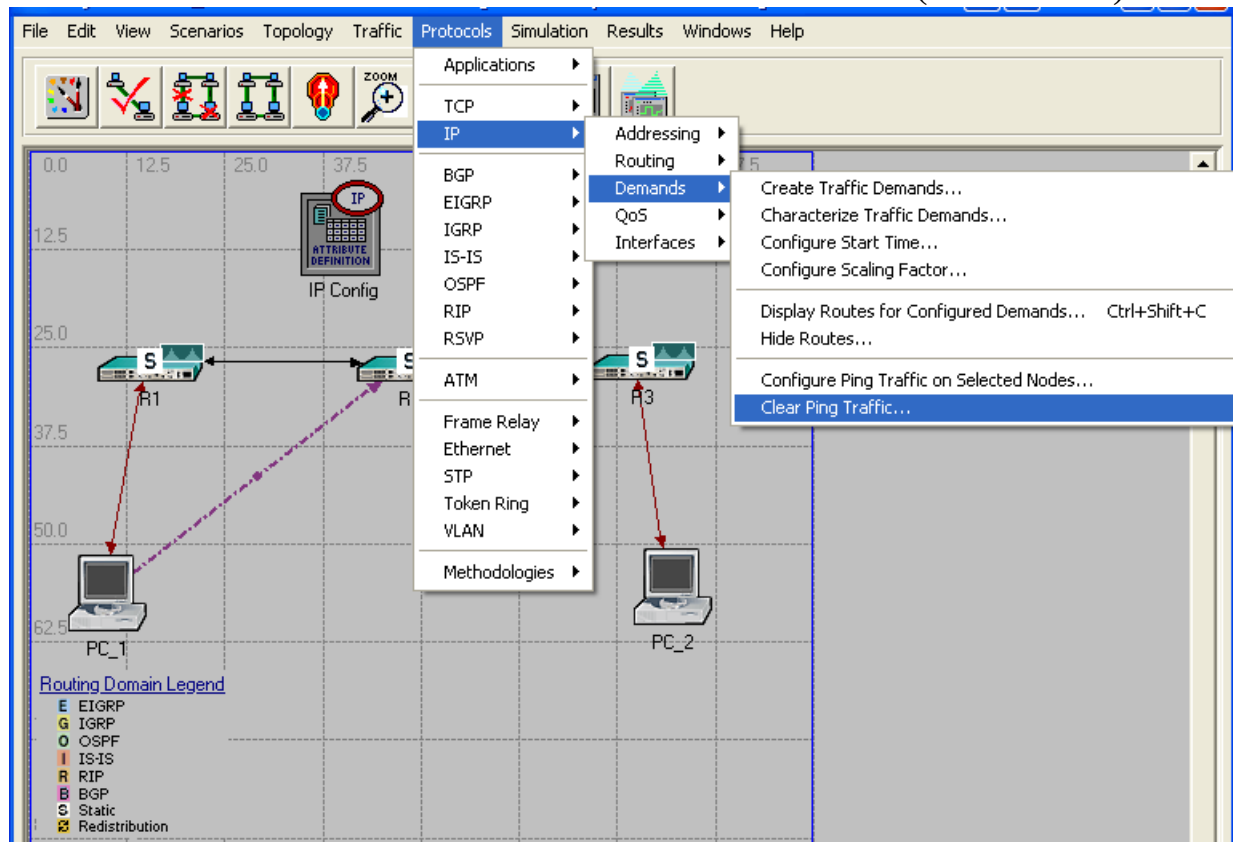 File Edit View Scenarios Topology Traffic Protocols Simulation Results Windows Help
ZOOM
Applications
TCP
IP
BGP
EIGRP
IGRP
IS-IS
OSPF
RIP
RSVP
ATM
Frame Relay
Ethernet
STP
Token Ring
VLAN
Methodologies
Addressing
Routing
Demands
QoS
Interfaces
Create Traffic Demands...
Characterize Traffic Demands...
Configure Start Time...
Configure Scaling Factor...
Display Routes for Configured Demands... Ctrl+Shift+C
Hide Routes...
Configure Ping Traffic on Selected Nodes...
Clear Ping Traffic...
0.0 12.5 25.0 37.5
12.5
25.0
37.5
50.0
62.5
IP
ATTRIBUTE
DEFINITION
IP Config
S S S
R1 R R3
PC_1 PC_2
Routing Domain Legend
E EIGRP
G IGRP
O OSPF
I IS-IS
R RIP
B BGP
S Static
Redistribution